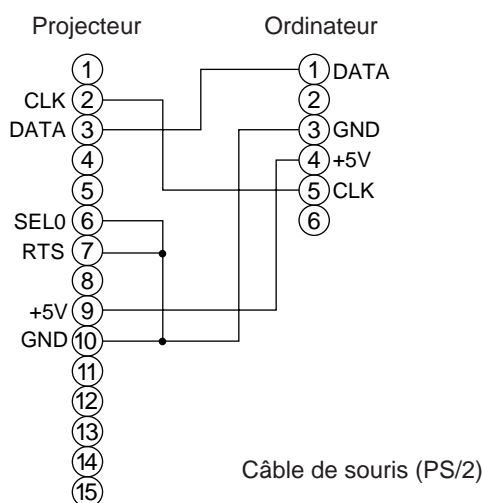 Projecteur Ordinateur
1 1 DATA
CLK 2 2
DATA 3 3 GND
4 4 +5V
5 5 CLK
SEL0 6 6
RTS 7
8
+5V 9
GND 10
11
12
13
14
15
Câble de souris (PS/2)